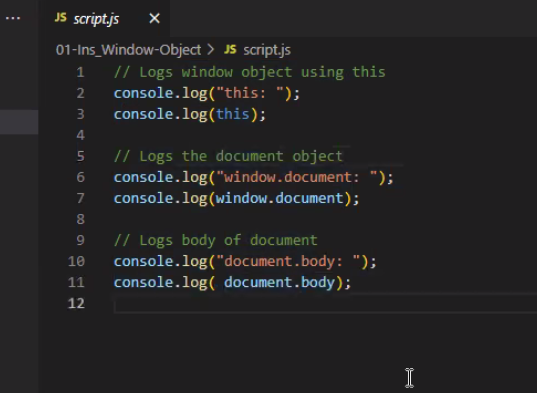 ... JS script.js ×
01-Ins_Window-Object > JS script.js
1 // Logs window object using this
2 console.log("this: ");
3 console.log(this);
4
5 // Logs the document object
6 console.log("window.document: ");
7 console.log(window.document);
8
9 // Logs body of document
10 console.log("document.body: ");
11 console.log( document.body);
12